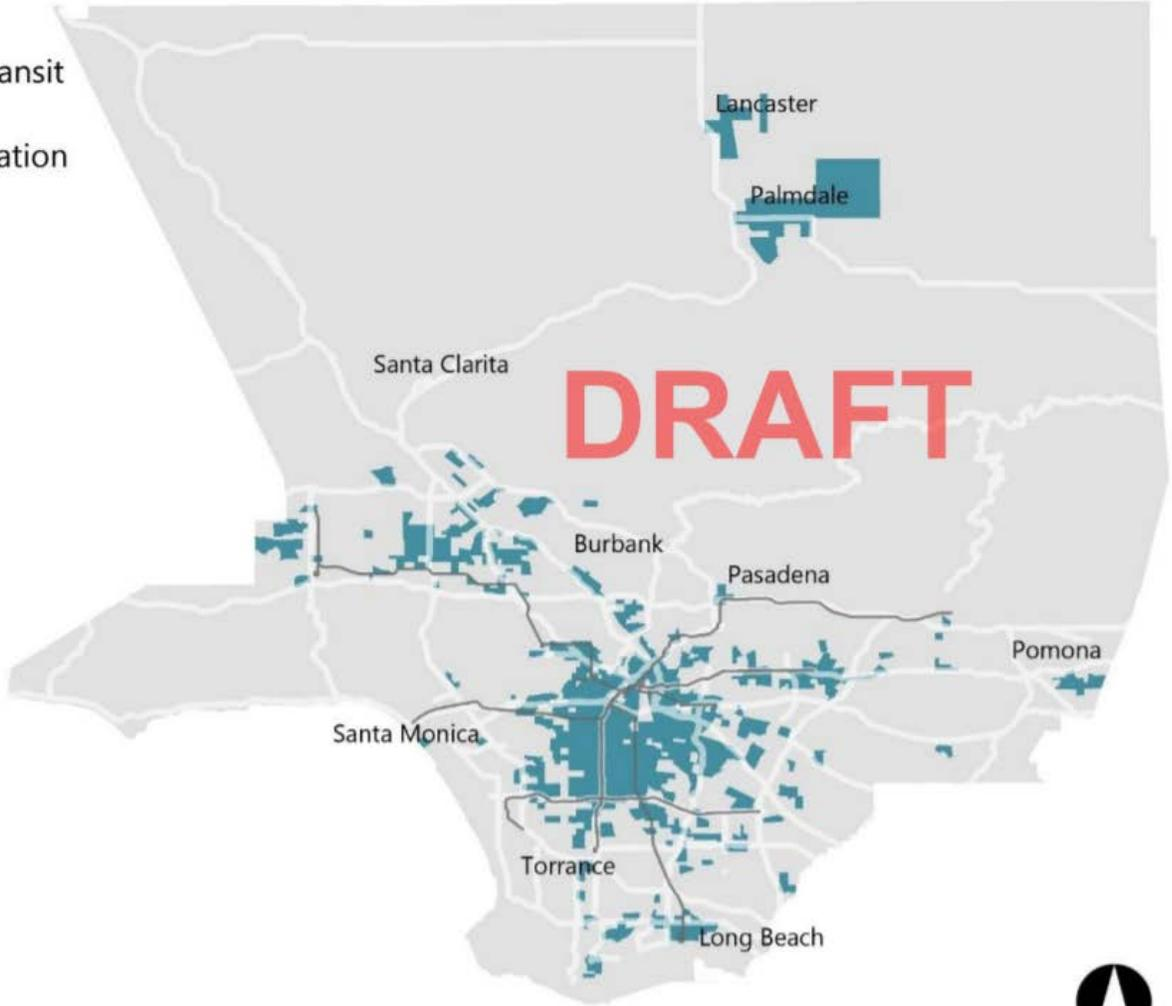 ansit
ation
Lancaster
Palmdale
Santa Clarita
DRAFT
Burbank
Pasadena
Pomona
Santa Monica
Torrance
Long Beach